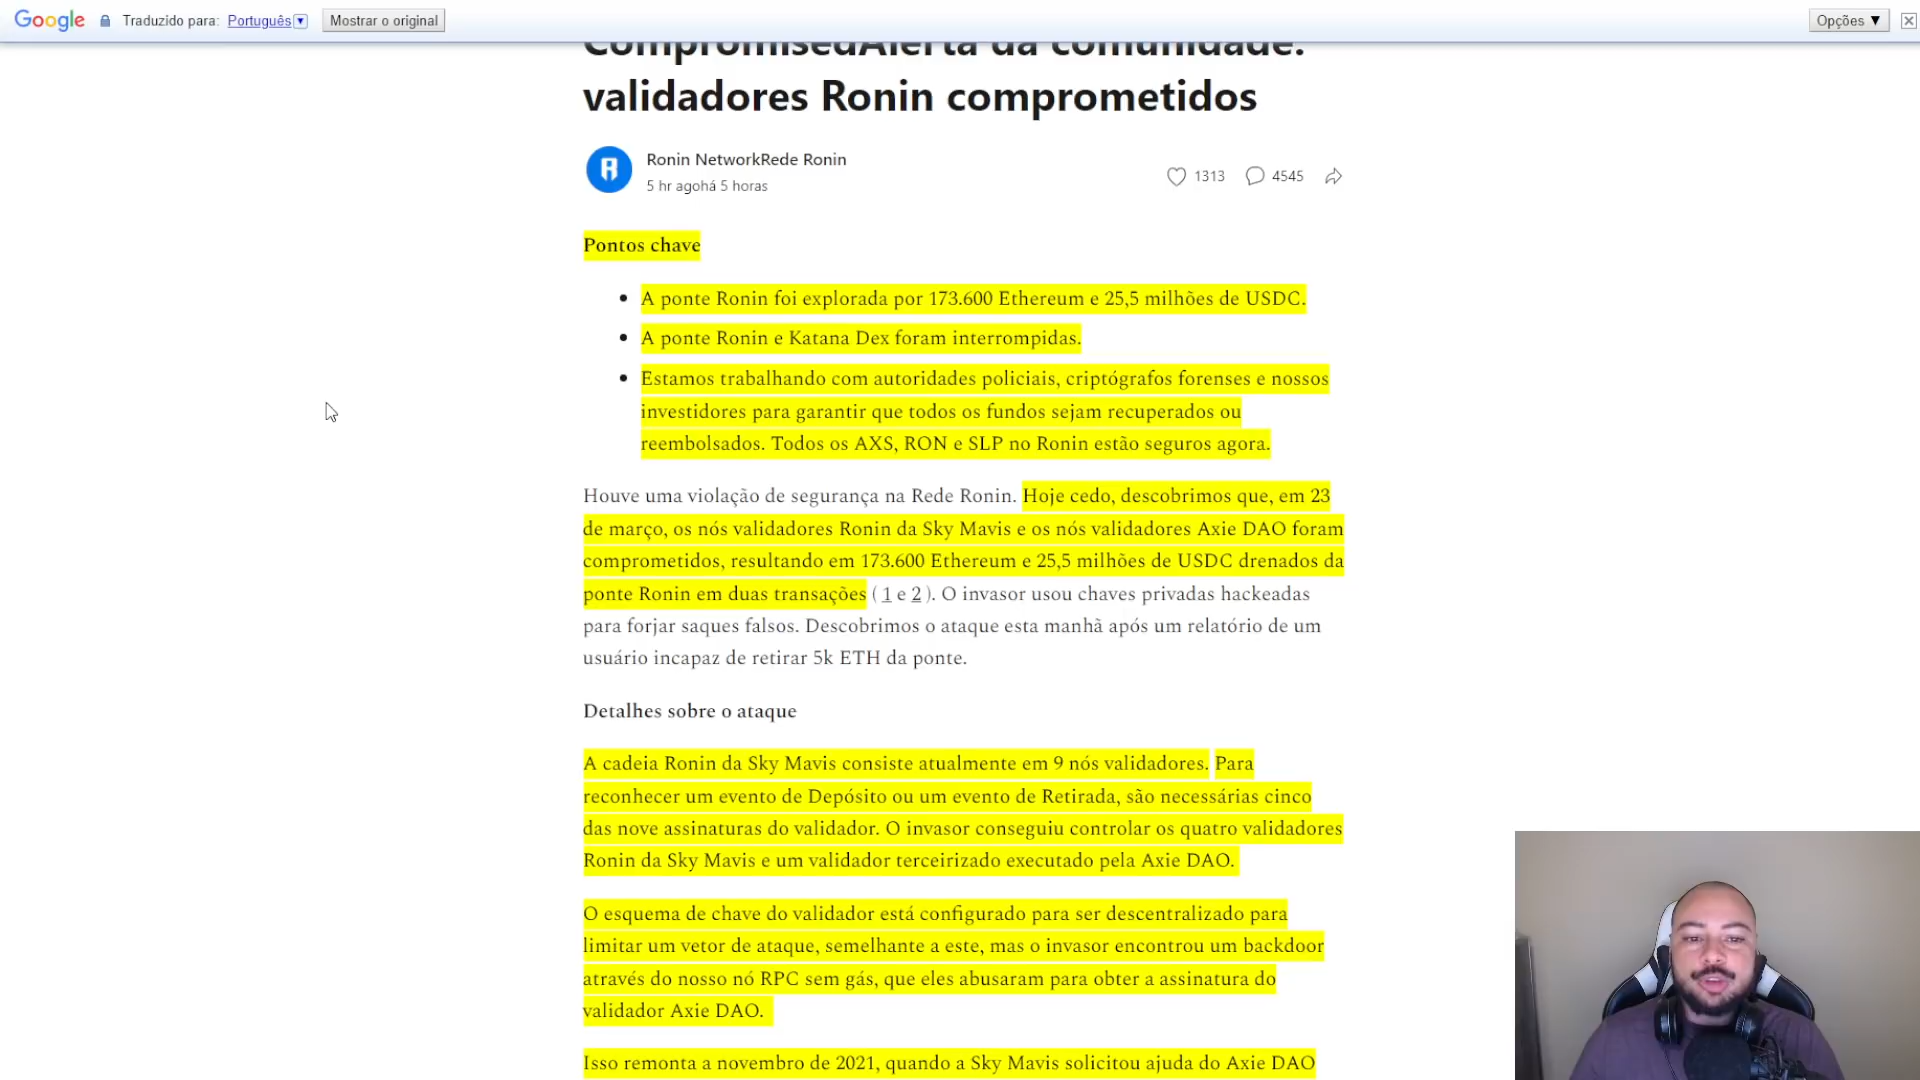 Google Traduzido para: Português ▼ Mostrar o original Opções ▼
CompromisedAlerta da comunidade:
validadores Ronin comprometidos
Ronin NetworkRede Ronin
5 hr agohá 5 horas
1313 4545
Pontos chave
• A ponte Ronin foi explorada por 173.600 Ethereum e 25,5 milhões de USDC.
• A ponte Ronin e Katana Dex foram interrompidas.
• Estamos trabalhando com autoridades policiais, criptógrafos forenses e nossos
investidores para garantir que todos os fundos sejam recuperados ou
reembolsados. Todos os AXS, RON e SLP no Ronin estão seguros agora.
Houve uma violação de segurança na Rede Ronin. Hoje cedo, descobrimos que, em 23
de março, os nós validadores Ronin da Sky Mavis e os nós validadores Axie DAO foram
comprometidos, resultando em 173.600 Ethereum e 25,5 milhões de USDC drenados da
ponte Ronin em duas transações ( 1 e 2 ). O invasor usou chaves privadas hackeadas
para forjar saques falsos. Descobrimos o ataque esta manhã após um relatório de um
usuário incapaz de retirar 5k ETH da ponte.
Detalhes sobre o ataque
A cadeia Ronin da Sky Mavis consiste atualmente em 9 nós validadores. Para
reconhecer um evento de Depósito ou um evento de Retirada, são necessárias cinco
das nove assinaturas do validador. O invasor conseguiu controlar os quatro validadores
Ronin da Sky Mavis e um validador terceirizado executado pela Axie DAO.
O esquema de chave do validador está configurado para ser descentralizado para
limitar um vetor de ataque, semelhante a este, mas o invasor encontrou um backdoor
através do nosso nó RPC sem gás, que eles abusaram para obter a assinatura do
validador Axie DAO.
Isso remonta a novembro de 2021, quando a Sky Mavis solicitou ajuda do Axie DAO